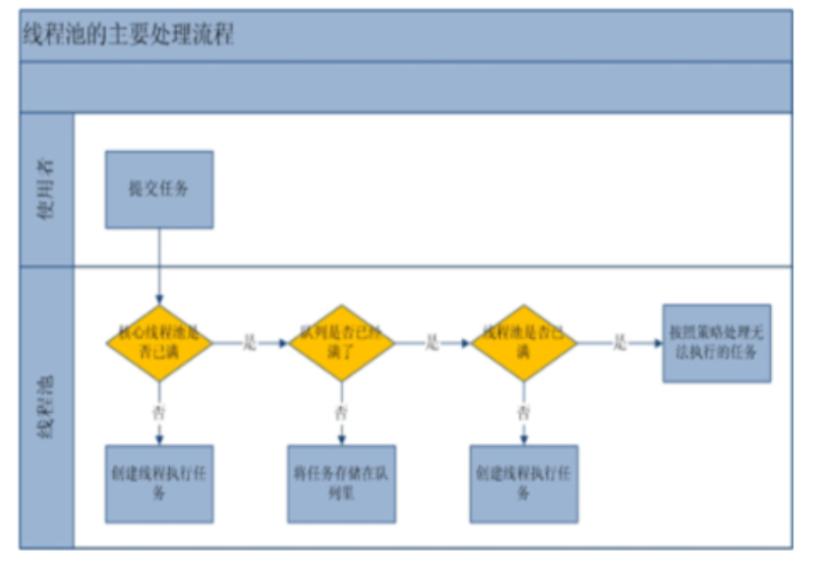 线程池的主要处理流程
使用者
提交任务
线程池
核心线程池是
否已满
是
队列是否已经
满了
是
线程池是否已
满
是
按照策略处理无
法执行的任务
否
否
否
创建线程执行任
务
将任务存储在队
列里
创建线程执行任
务